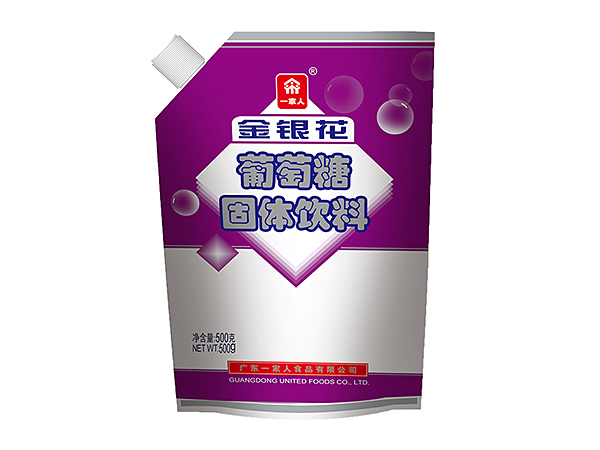 ®
一家人
金银花
葡萄糖
固体饮料
净含量:500克
NET WT:500g
广东一家人食品有限公司
GUANGDONG UNITED FOODS CO., LTD.